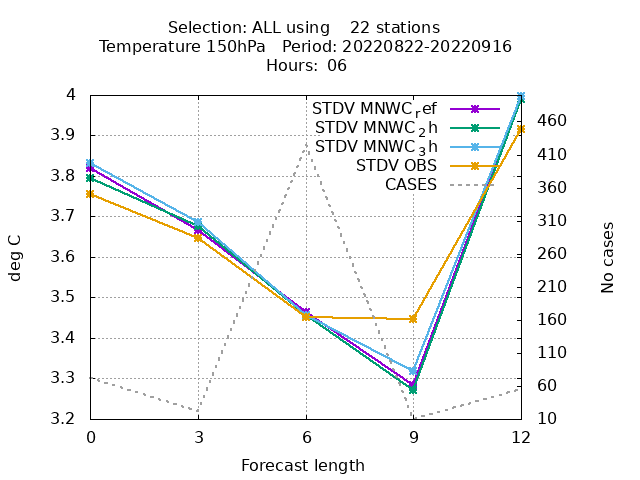 Selection: ALL using    22 stations
Temperature 150hPa   Period: 20220822-20220916
Hours: 06
STDV MNWC_ref
STDV MNWC_2h
STDV MNWC_3h
STDV OBS
CASES
4
3.9
3.8
3.7
3.6
3.5
3.4
3.3
3.2
460
410
360
310
260
210
160
110
60
10
deg C
No cases
0 3 6 9 12
Forecast length